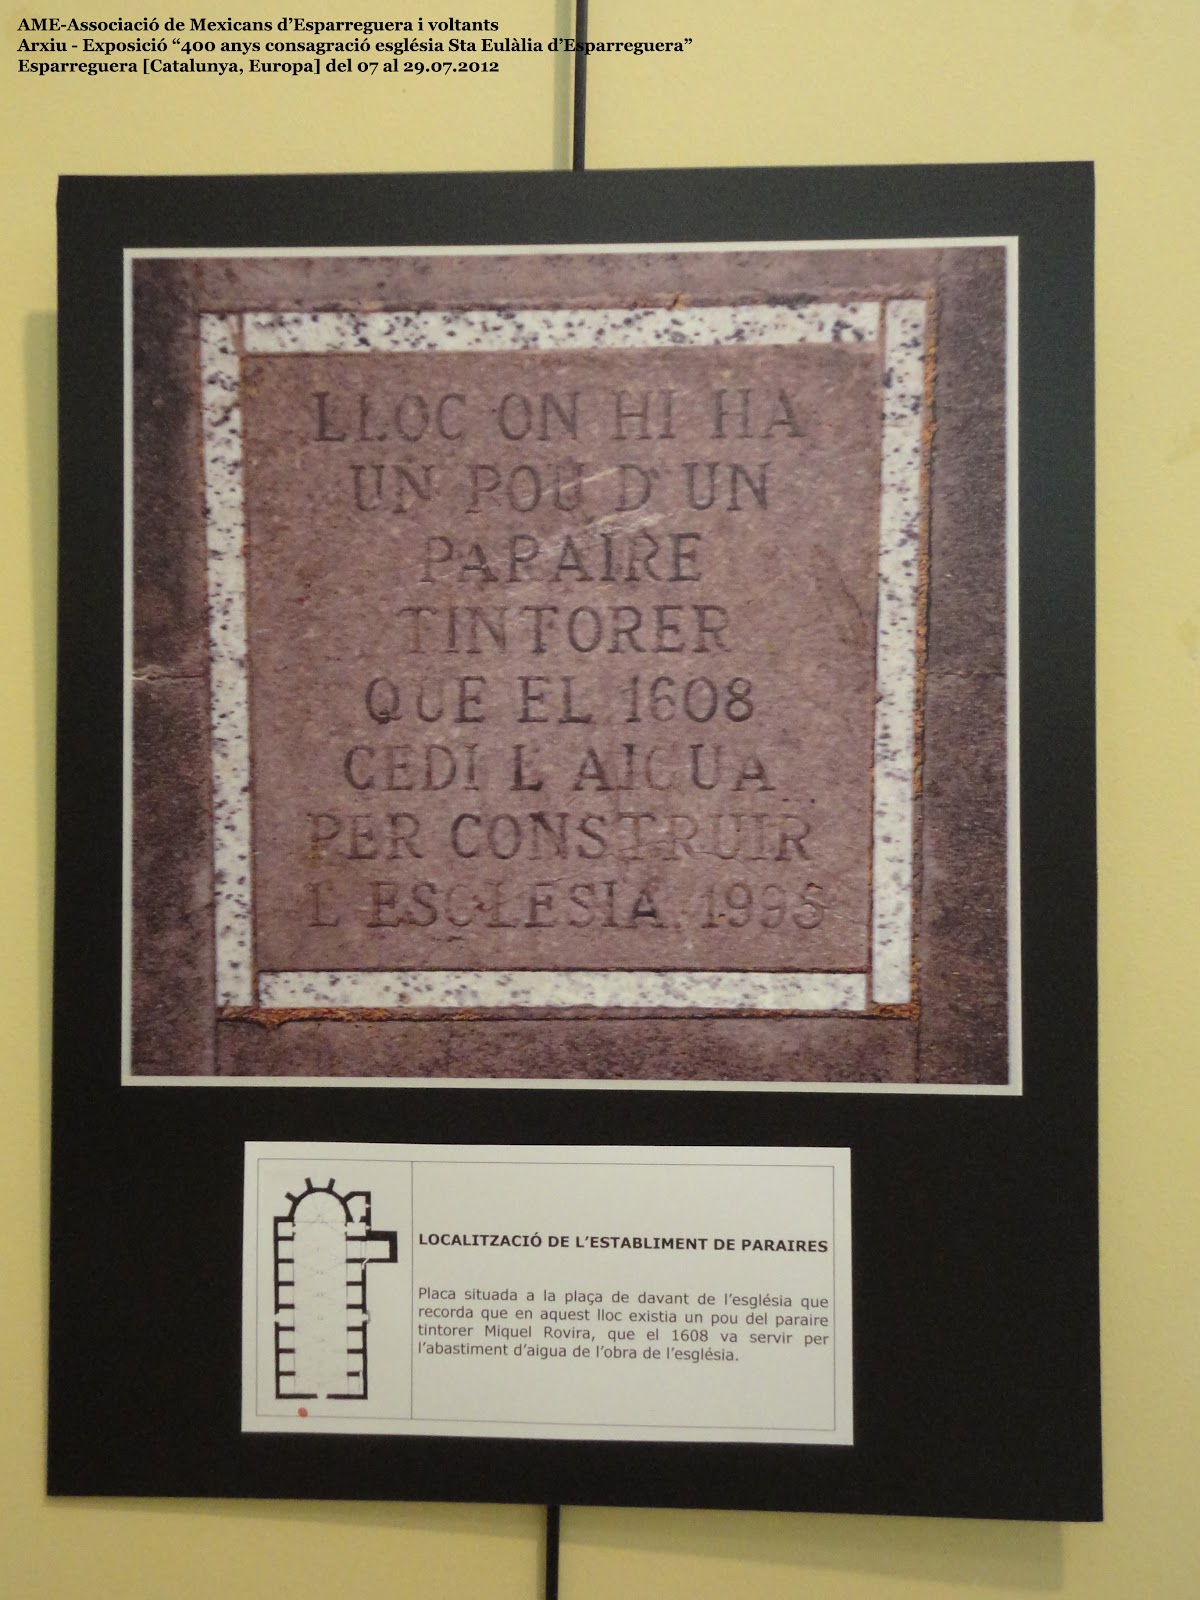 AME-Associació de Mexicans d'Esparreguera i voltants
Arxiu - Exposició “400 anys consagració església Sta Eulàlia d'Esparreguera”
Esparreguera [Catalunya, Europa] del 07 al 29.07.2012
LLOC ON HI HA
UN POU D'UN
PARAIRE
TINTORER
QUE EL 1608
CEDI L'AIGUA
PER CONSTRUIR
L'ESGLESIA. 1995
LOCALITZACIÓ DE L'ESTABLIMENT DE PARAIRES
Placa situada a la plaça de davant de l'església que
recorda que en aquest lloc existia un pou del paraire
tintorer Miquel Rovira, que el 1608 va servir per
l'abastiment d'aigua de l'obra de l'església.